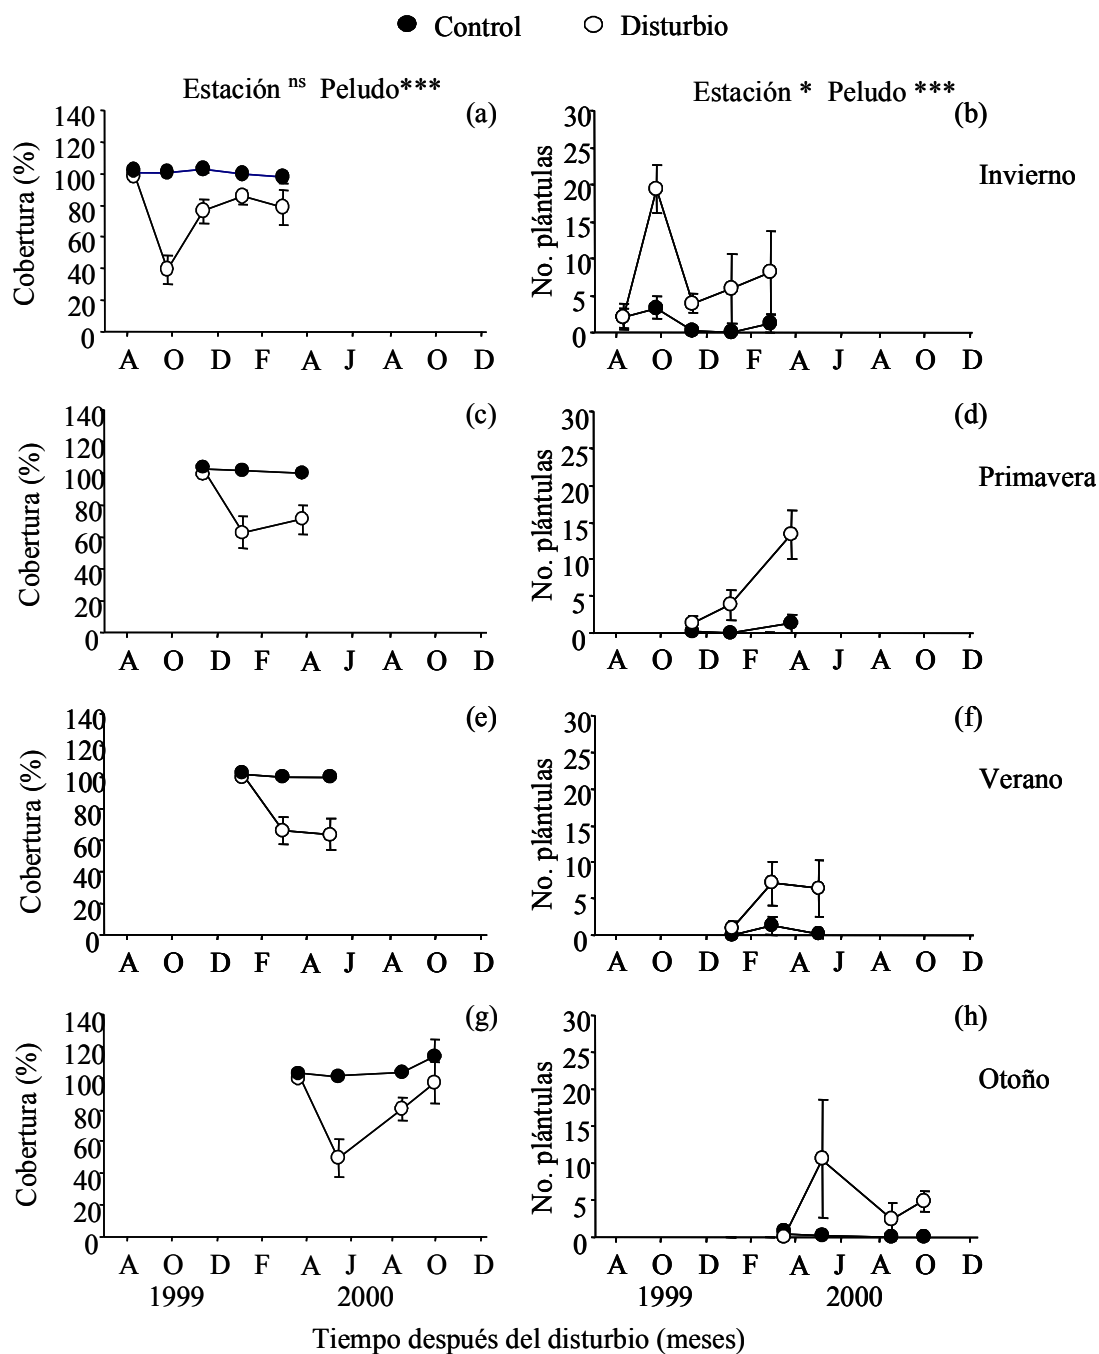 Control Disturbio
Estación ns Peludo*** Estación * Peludo ***
(a) (b)
Cobertura (%)
140
120
100
80
60
40
20
0
A O D F A J A O D
No. plántulas
30
25
20
15
10
5
0
A O D F A J A O D
Invierno
(c) (d)
Cobertura (%)
140
120
100
80
60
40
20
0
A O D F A J A O D
No. plántulas
30
25
20
15
10
5
0
A O D F A J A O D
Primavera
(e) (f)
Cobertura (%)
140
120
100
80
60
40
20
0
A O D F A J A O D
No. plántulas
30
25
20
15
10
5
0
A O D F A J A O D
Verano
(g) (h)
Cobertura (%)
140
120
100
80
60
40
20
0
A O D F A J A O D
1999 2000
No. plántulas
30
25
20
15
10
5
0
A O D F A J A O D
1999 2000
Otoño
Tiempo después del disturbio (meses)